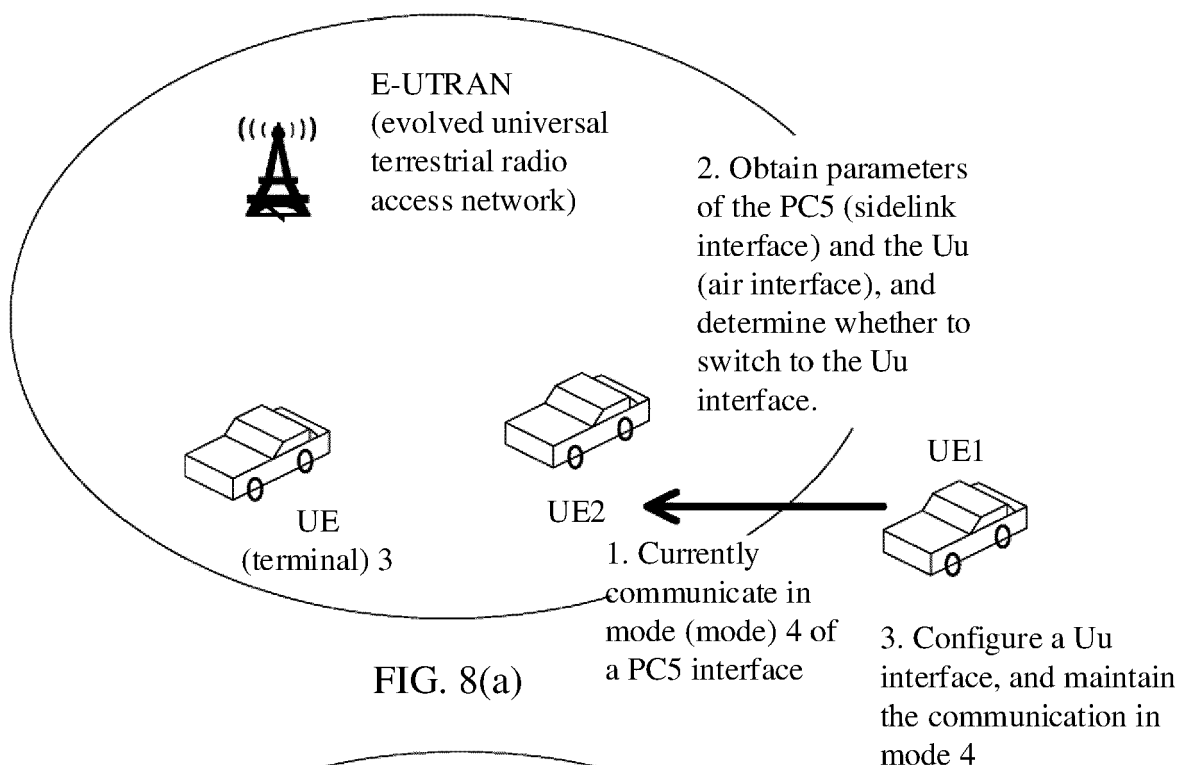 E-UTRAN
(evolved universal
terrestrial radio
access network)
2. Obtain parameters
of the PC5 (sidelink
interface) and the Uu
(air interface), and
determine whether to
switch to the Uu
interface.
UE1
UE2
UE
(terminal) 3
1. Currently
communicate in
mode (mode) 4 of
a PC5 interface
3. Configure a Uu
interface, and maintain
the communication in
mode 4
FIG. 8(a)